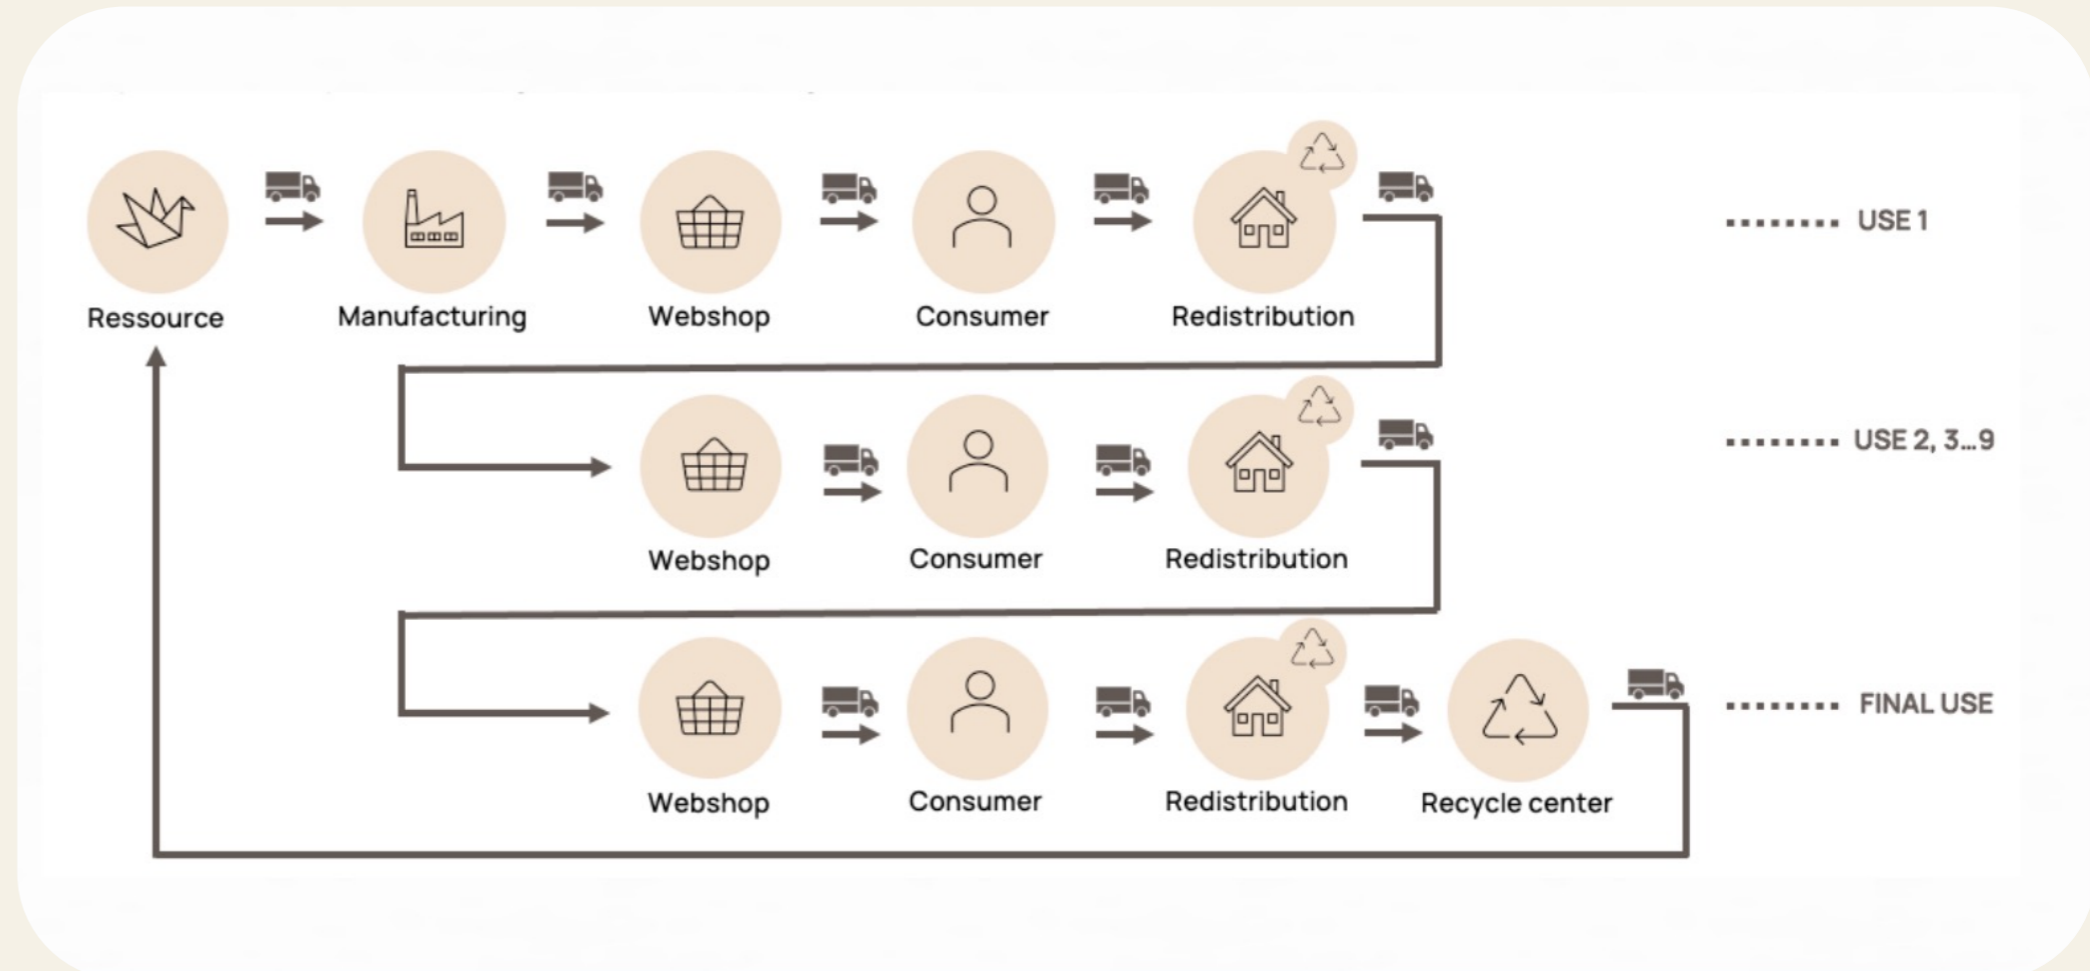 Ressource
Manufacturing
Webshop
Consumer
Redistribution
USE 1
Webshop
Consumer
Redistribution
USE 2, 3...9
Webshop
Consumer
Redistribution
Recycle center
FINAL USE